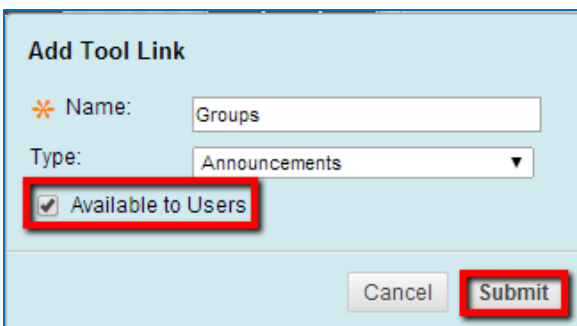 Add Tool Link
Name: Groups
Type: Announcements
Available to Users
Cancel Submit